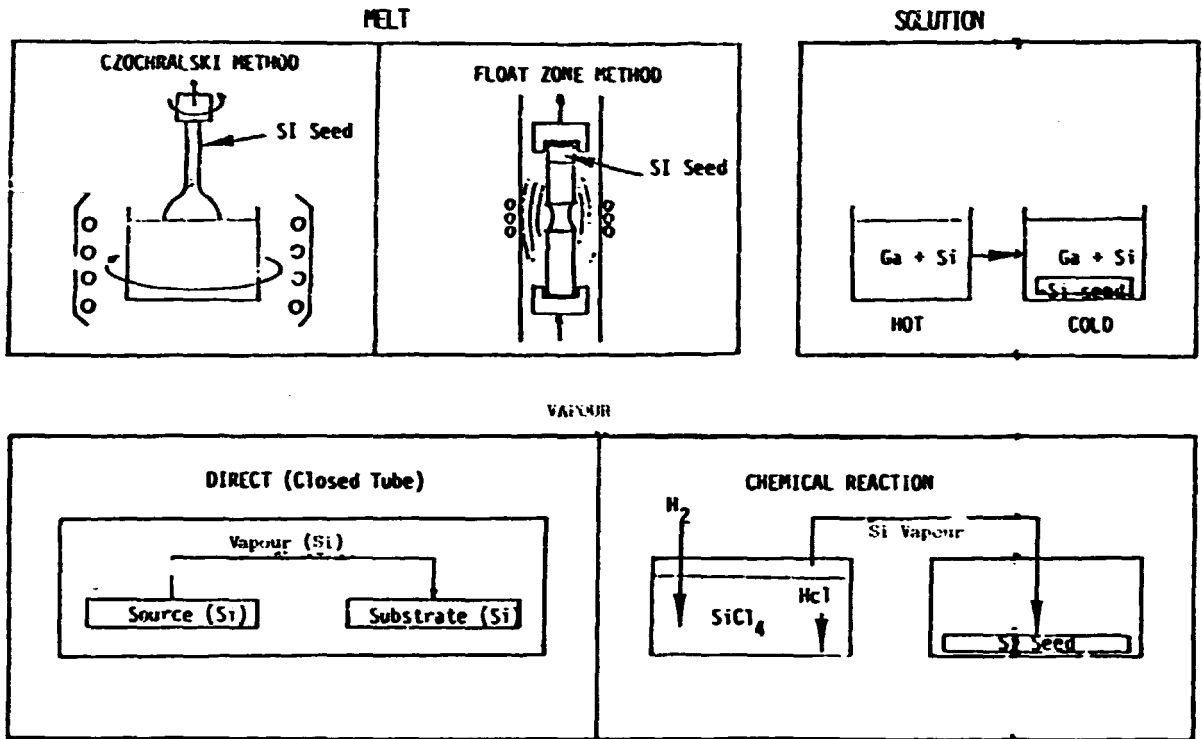 MELT
CZOCHRALSKI METHOD
SI Seed
FLOAT ZONE METHOD
SI Seed
SOLUTION
Ga + Si
Ga + Si
Si seed
HOT
COLD
VAPOUR
DIRECT (Closed Tube)
Vapour (Si)
Source (Si)
Substrate (Si)
CHEMICAL REACTION
H2
Si Vapour
Hcl
SiCl4
Si Seed